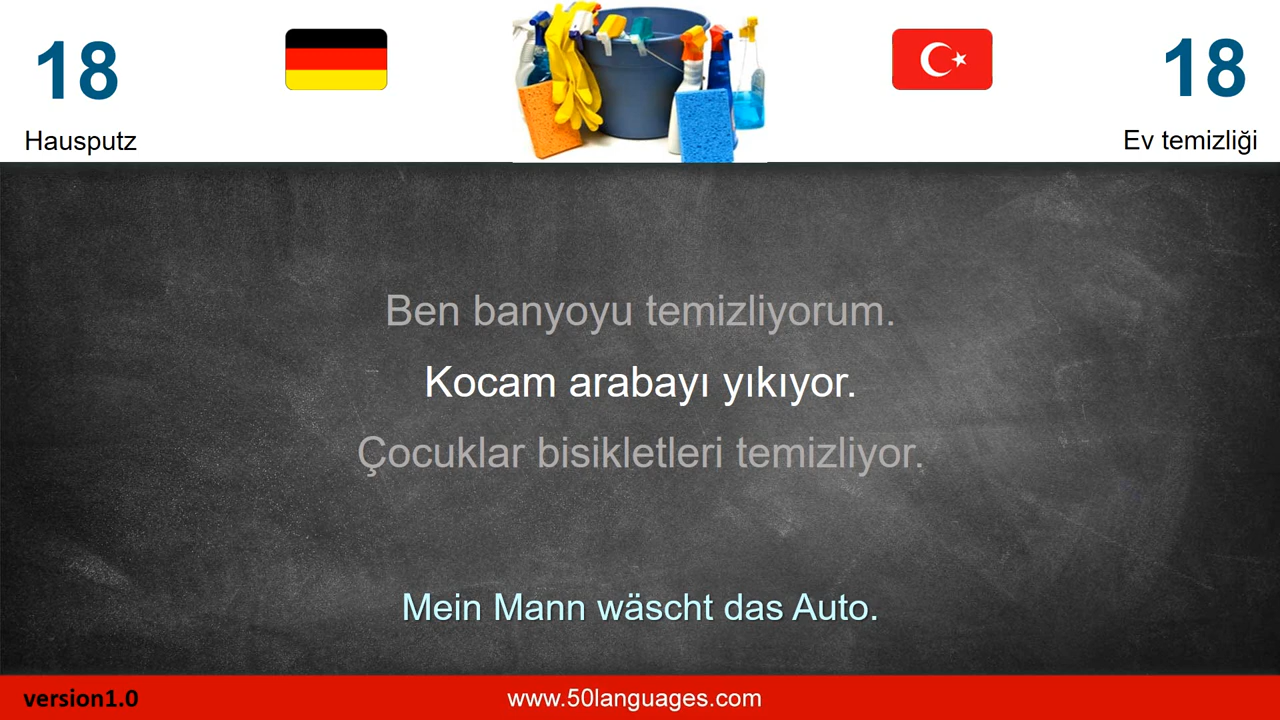 18
Hausputz
18
Ev temizliği
Ben banyoyu temizliyorum.
Kocam arabayı yıkıyor.
Çocuklar bisikletleri temizliyor.
Mein Mann wäscht das Auto.
version1.0
www.50languages.com